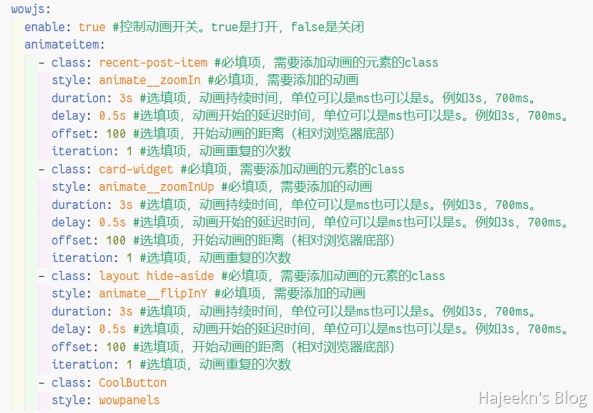 wowjs:
enable: true #控制动画开关。true是打开，false是关闭
animateitem:
- class: recent-post-item #必填项，需要添加动画的元素的class
style: animate__zoomIn #必填项，需要添加的动画
duration: 3s #选填项，动画持续时间，单位可以是ms也可以是s。例如3s，700ms。
delay: 0.5s #选填项，动画开始的延迟时间，单位可以是ms也可以是s。例如3s，700ms。
offset: 100 #选填项，开始动画的距离（相对浏览器底部）
iteration: 1 #选填项，动画重复的次数
- class: card-widget #必填项，需要添加动画的元素的class
style: animate__zoomInUp #必填项，需要添加的动画
duration: 3s #选填项，动画持续时间，单位可以是ms也可以是s。例如3s，700ms。
delay: 0.5s #选填项，动画开始的延迟时间，单位可以是ms也可以是s。例如3s，700ms。
offset: 100 #选填项，开始动画的距离（相对浏览器底部）
iteration: 1 #选填项，动画重复的次数
- class: layout hide-aside #必填项，需要添加动画的元素的class
style: animate__flipInY #必填项，需要添加的动画
duration: 3s #选填项，动画持续时间，单位可以是ms也可以是s。例如3s，700ms。
delay: 0.5s #选填项，动画开始的延迟时间，单位可以是ms也可以是s。例如3s，700ms。
offset: 100 #选填项，开始动画的距离（相对浏览器底部）
iteration: 1 #选填项，动画重复的次数
- class: CoolButton
style: wowpanels
Hajeekn's Blog